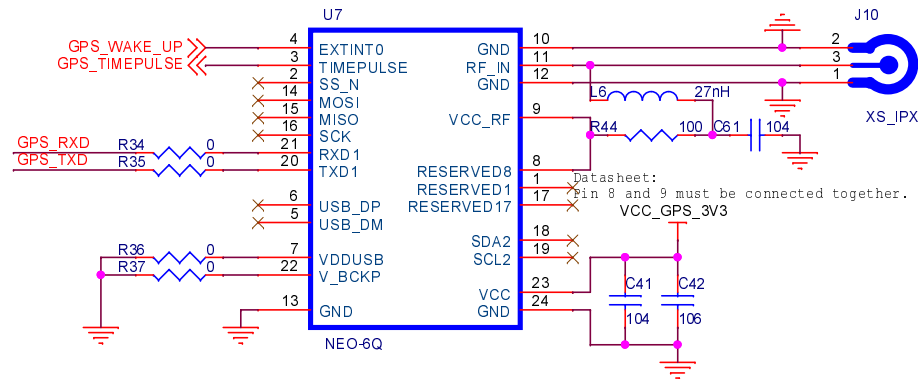 U7
J10
GPS_WAKE_UP
4
EXTINT0
GND
10
2
GPS_TIMEPULSE
3
TIMEPULSE
RF_IN
11
3
2
SS_N
GND
12
1
14
MOSI
L6
27nH
XS_IPX
15
MISO
VCC_RF
9
16
SCK
R44
100
C61
104
GPS_RXD
R34
0
21
RXD1
GPS_TXD
R35
0
20
TXD1
RESERVED8
8
RESERVED1
1
Datasheet:
Pin 8 and 9 must be connected together.
6
USB_DP
RESERVED17
17
VCC_GPS_3V3
5
USB_DM
SDA2
18
R36
0
7
VDDUSB
SCL2
19
R37
0
22
V_BCKP
C41
C42
VCC
23
13
GND
GND
24
104
106
NEO-6Q